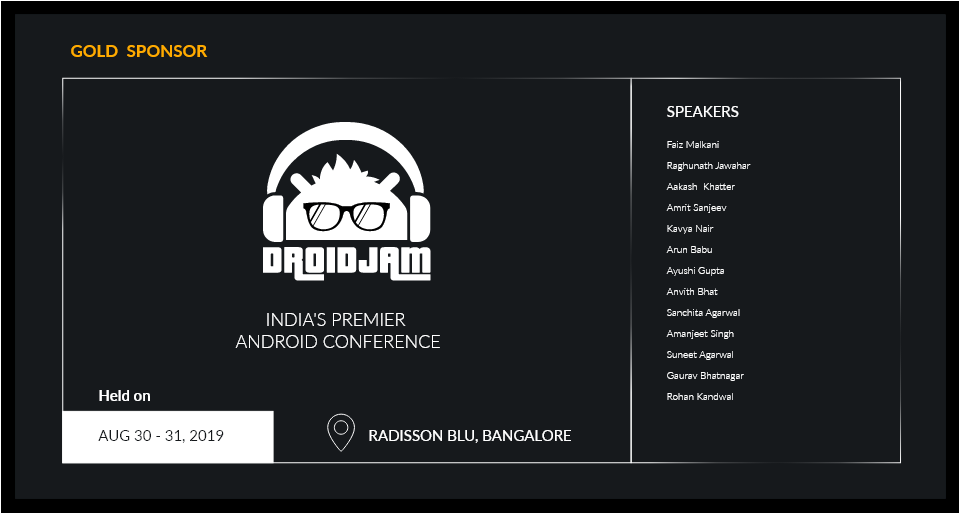 GOLD SPONSOR
DROIDJAM
INDIA'S PREMIER
ANDROID CONFERENCE
Held on
AUG 30 - 31, 2019
RADISSON BLU, BANGALORE
SPEAKERS
Faiz Malkani
Raghunath Jawahar
Aakash Khatter
Amrit Sanjeev
Kavya Nair
Arun Babu
Ayushi Gupta
Anvith Bhat
Sanchita Agarwal
Amanjeet Singh
Suneet Agarwal
Gaurav Bhatnagar
Rohan Kandwal